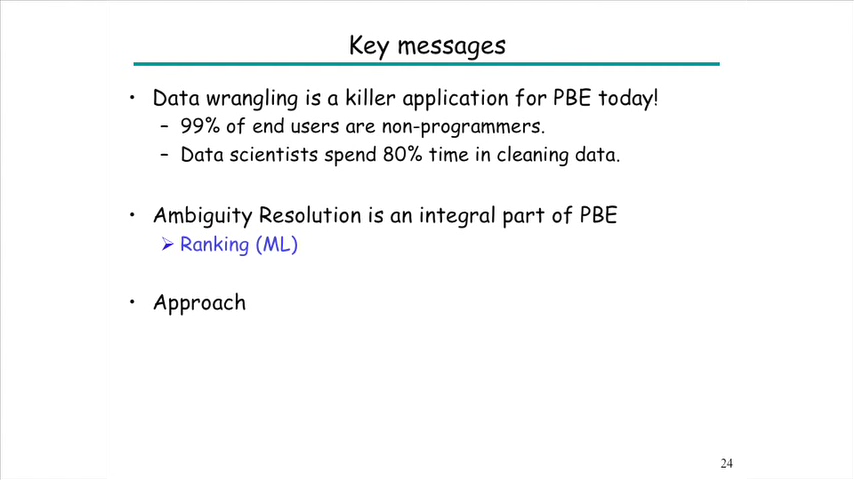 Key messages
• Data wrangling is a killer application for PBE today!
– 99% of end users are non-programmers.
– Data scientists spend 80% time in cleaning data.
• Ambiguity Resolution is an integral part of PBE
➢ Ranking (ML)
• Approach
24